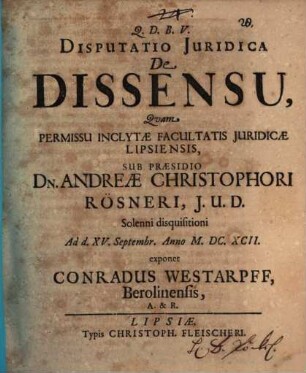 Q. D. B. V.
DISPUTATIO JURIDICA
De
DISSENSU,
Quam
PERMISSU INCLYTÆ FACULTATIS JURIDICÆ
LIPSIENSIS,
SUB PRÆSIDIO
DN. ANDREÆ CHRISTOPHORI
RÖSNERI, J. U. D.
Solenni disquisitioni
Ad d. XV. Septembr. Anno M. DC. XCII.
exponet
CONRADUS WESTARPFF,
Berolinensis,
A. & R.
LIPSIÆ,
Typis CHRISTOPH. FLEISCHERI.